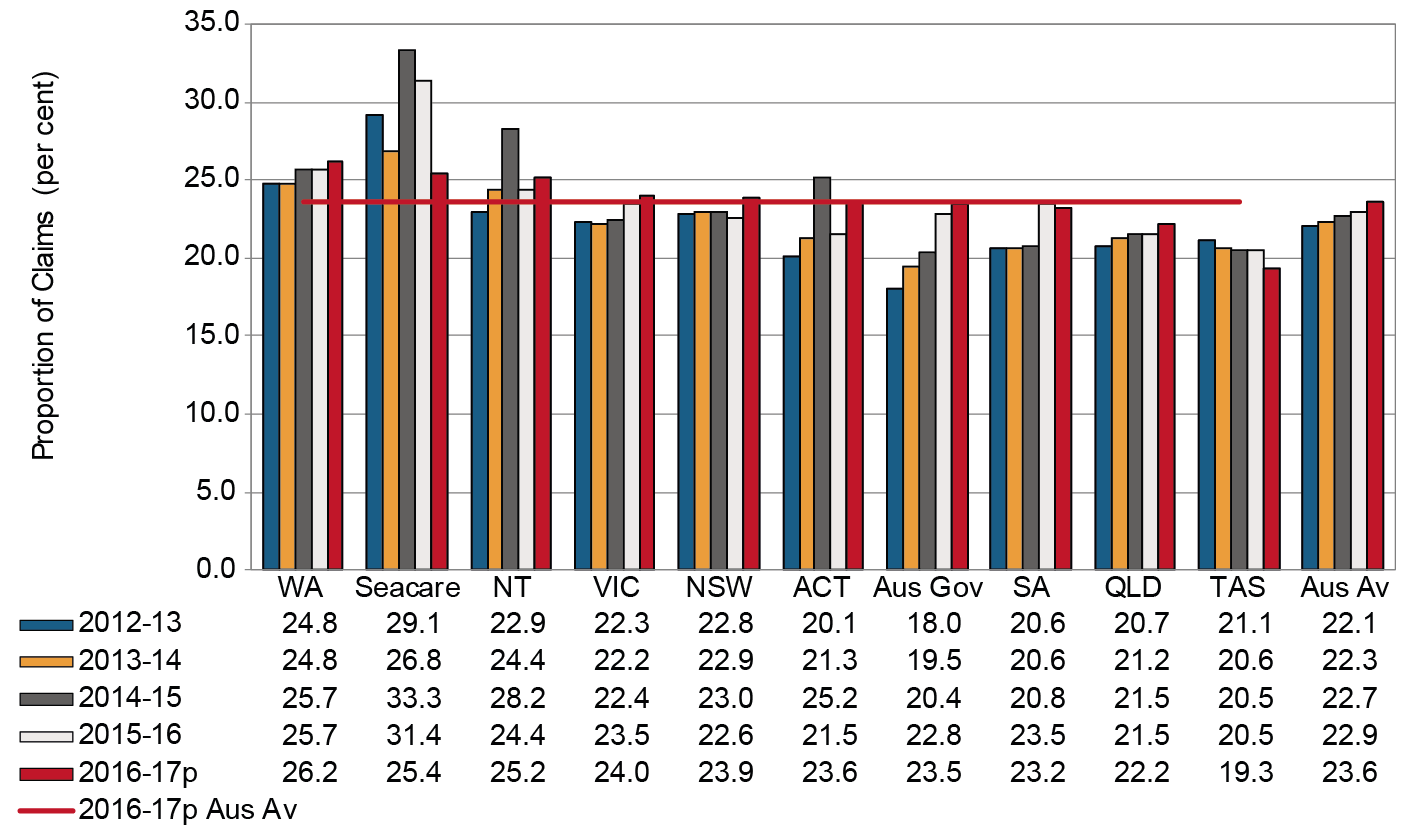 Proportion of Claims (per cent)
35.0
30.0
25.0
20.0
15.0
10.0
5.0
0.0
WA Seacare NT VIC NSW ACT Aus Gov SA QLD TAS Aus Av
2012-13 24.8 29.1 22.9 22.3 22.8 20.1 18.0 20.6 20.7 21.1 22.1
2013-14 24.8 26.8 24.4 22.2 22.9 21.3 19.5 20.6 21.2 20.6 22.3
2014-15 25.7 33.3 28.2 22.4 23.0 25.2 20.4 20.8 21.5 20.5 22.7
2015-16 25.7 31.4 24.4 23.5 22.6 21.5 22.8 23.5 21.5 20.5 22.9
2016-17p 26.2 25.4 25.2 24.0 23.9 23.6 23.5 23.2 22.2 19.3 23.6
2016-17p Aus Av